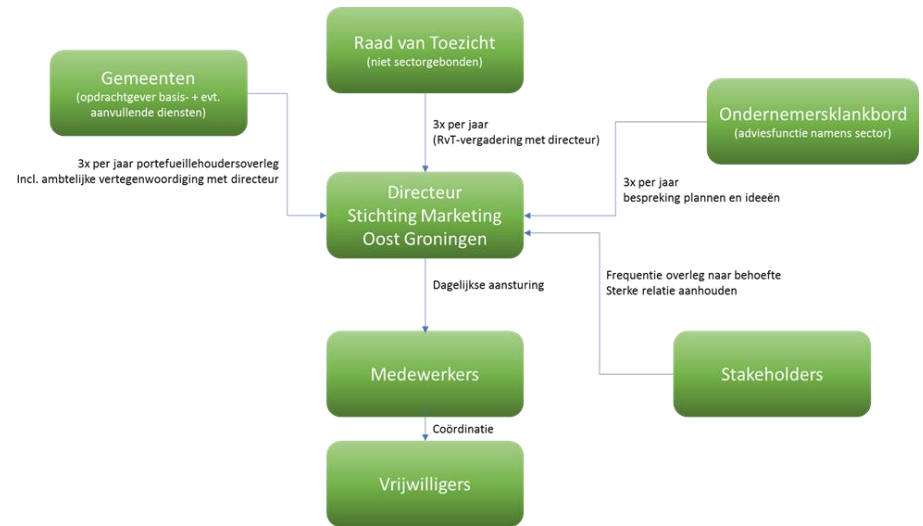 Raad van Toezicht
(niet sectorgebonden)
Gemeenten
(opdrachtgever basis- + evt.
aanvullende diensten)
Ondernemersklankbord
(adviesfunctie namens sector)
3x per jaar
(RvT-vergadering met directeur)
3x per jaar portefeuillehoudersoverleg
Incl. ambtelijke vertegenwoordiging met directeur
3x per jaar
bespreking plannen en ideeën
Directeur
Stichting Marketing
Oost Groningen
Frequentie overleg naar behoefte
Sterke relatie aanhouden
Dagelijkse aansturing
Medewerkers
Stakeholders
Coördinatie
Vrijwilligers